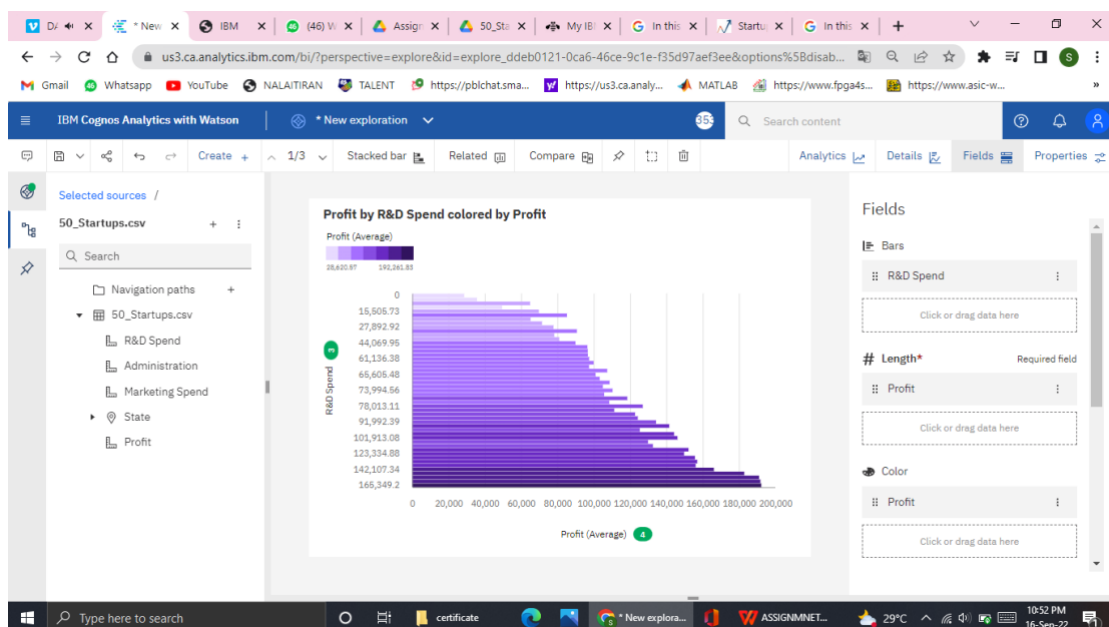 DA
* New
IBM
(46) W
Assign
50_Sta
My IB
In this
Startu
In this
us3.ca.analytics.ibm.com/bi/?perspective=explore&id=explore_ddeb0121-0ca6-46ce-9c1e-f35d97aef3ee&options%5Bdisab...
S
Gmail
Whatsapp
YouTube
NALAITIRAN
TALENT
https://pblchat.sma...
https://us3.ca.analy...
MATLAB
https://www.fpga4s...
https://www.asic-w...
»
IBM Cognos Analytics with Watson
* New exploration
353
Search content
Create +
1/3
Stacked bar
Related
Compare
Analytics
Details
Fields
Properties
Selected sources /
50_Startups.csv
Search
Navigation paths
50_Startups.csv
R&D Spend
Administration
Marketing Spend
State
Profit
Profit by R&D Spend colored by Profit
Profit (Average)
28,620.97 192,261.83
R&D Spend
3
0
15,505.73
27,892.92
44,069.95
61,136.38
65,605.48
73,994.56
78,013.11
91,992.39
101,913.08
123,334.88
142,107.34
165,349.2
0 20,000 40,000 60,000 80,000 100,000 120,000 140,000 160,000 180,000 200,000
Profit (Average) 4
Fields
Bars
R&D Spend
Click or drag data here
# Length* Required field
Profit
Click or drag data here
Color
Profit
Click or drag data here
Type here to search
certificate
* New explora...
ASSIGNMNET...
29°C
10:52 PM
16-Sep-22